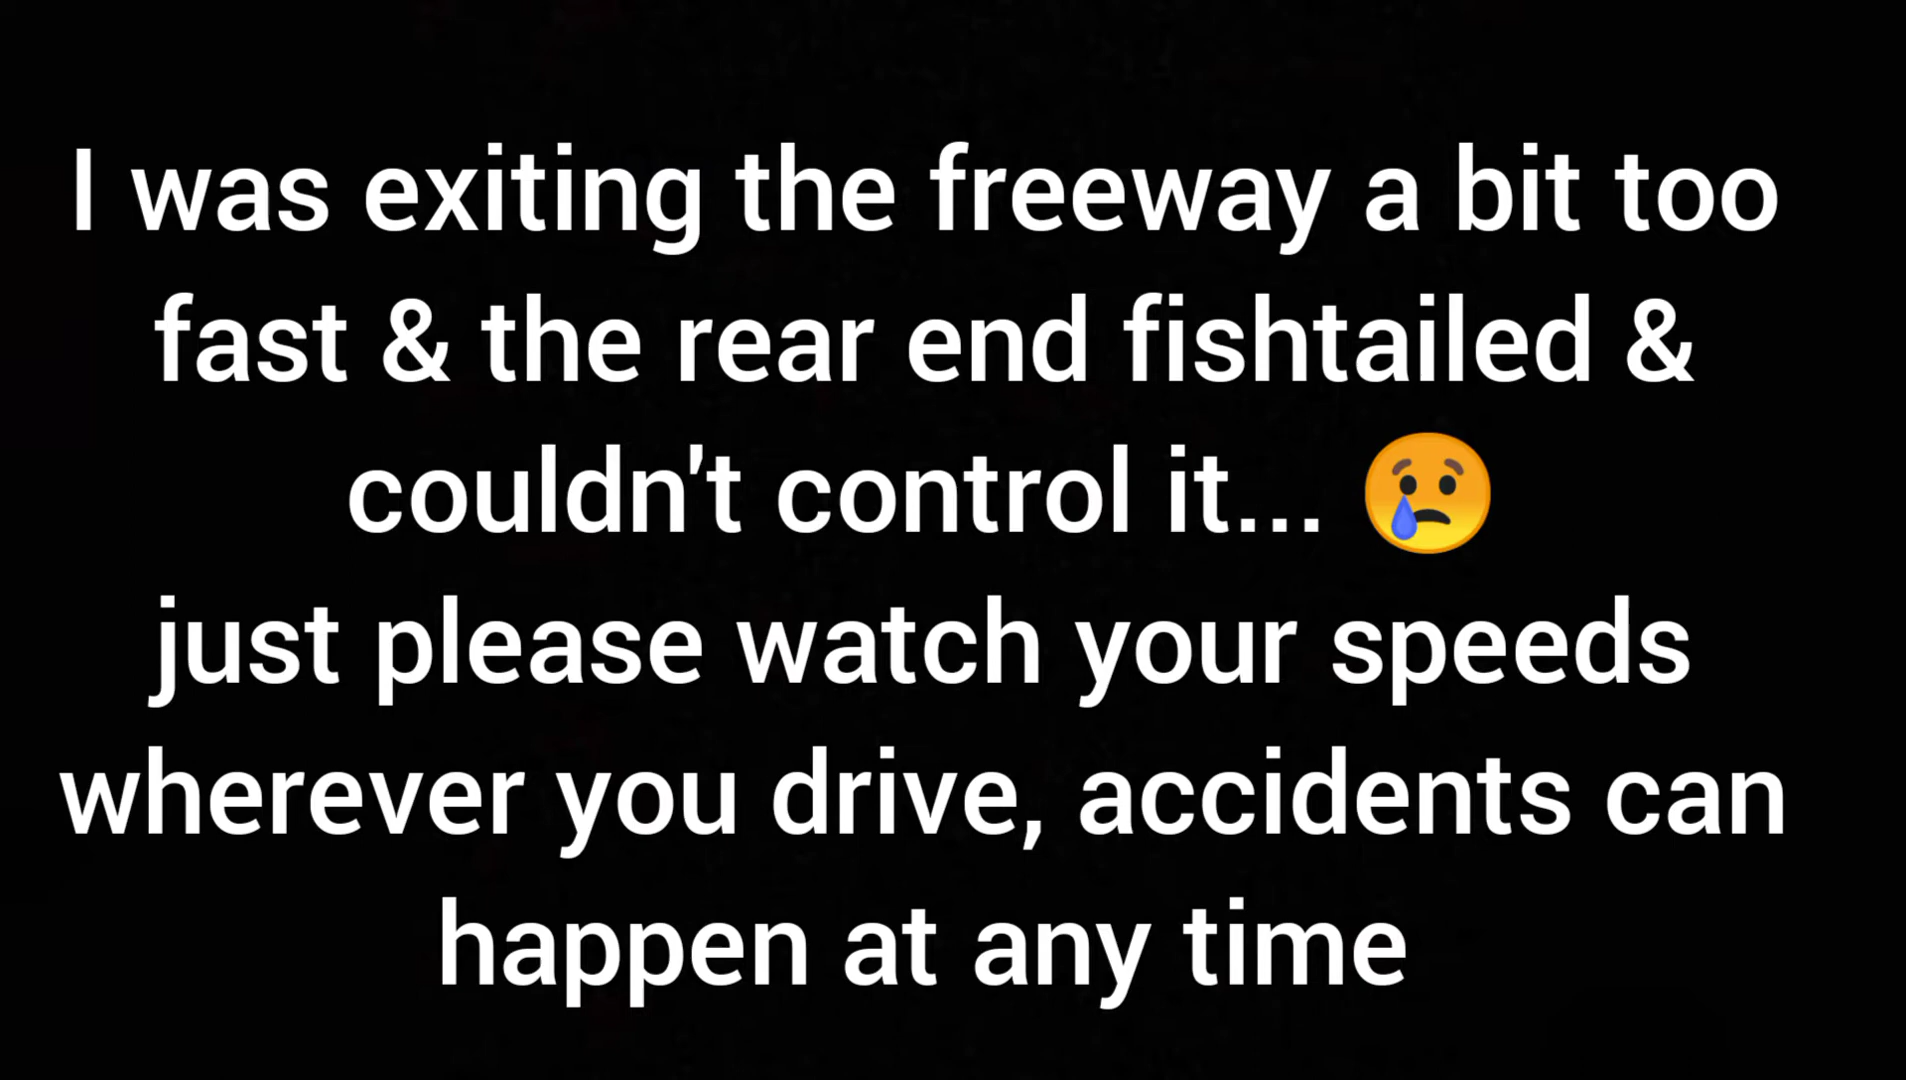 I was exiting the freeway a bit too
fast & the rear end fishtailed &
couldn't control it... 😢
just please watch your speeds
wherever you drive, accidents can
happen at any time